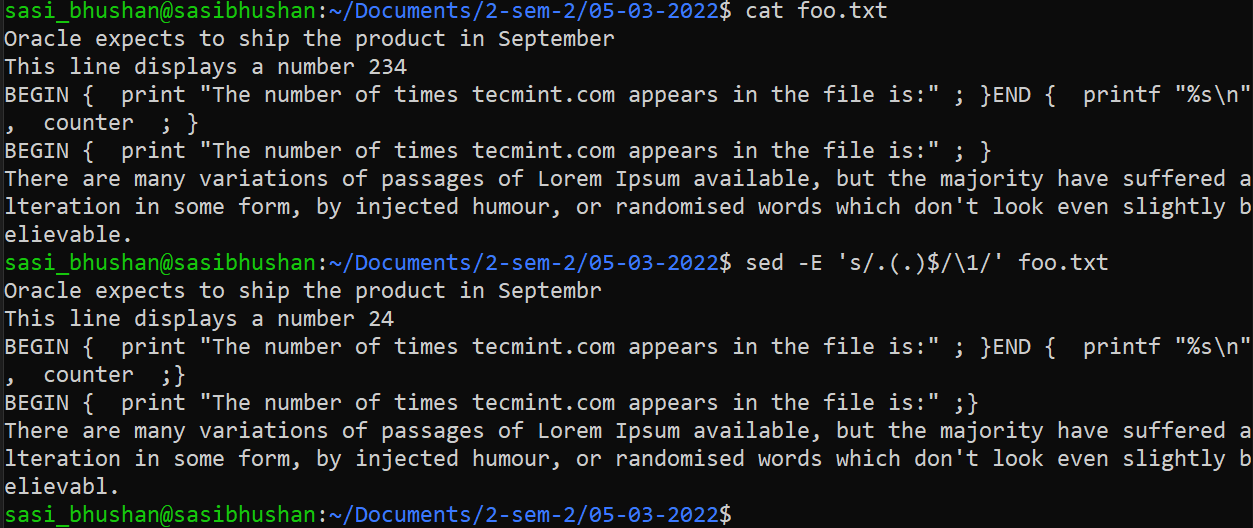 sasi_bhushan@sasibhushan:~/Documents/2-sem-2/05-03-2022$ cat foo.txt
Oracle expects to ship the product in September
This line displays a number 234
BEGIN {  print "The number of times tecmint.com appears in the file is:" ; }END {  printf "%s\n"
,  counter  ; }
BEGIN {  print "The number of times tecmint.com appears in the file is:" ; }
There are many variations of passages of Lorem Ipsum available, but the majority have suffered a
lteration in some form, by injected humour, or randomised words which don't look even slightly b
elievable.
sasi_bhushan@sasibhushan:~/Documents/2-sem-2/05-03-2022$ sed -E 's/.(.)$/\1/' foo.txt
Oracle expects to ship the product in Septembr
This line displays a number 24
BEGIN {  print "The number of times tecmint.com appears in the file is:" ; }END {  printf "%s\n"
,  counter  ;}
BEGIN {  print "The number of times tecmint.com appears in the file is:" ;}
There are many variations of passages of Lorem Ipsum available, but the majority have suffered a
lteration in some form, by injected humour, or randomised words which don't look even slightly b
elievabl.
sasi_bhushan@sasibhushan:~/Documents/2-sem-2/05-03-2022$